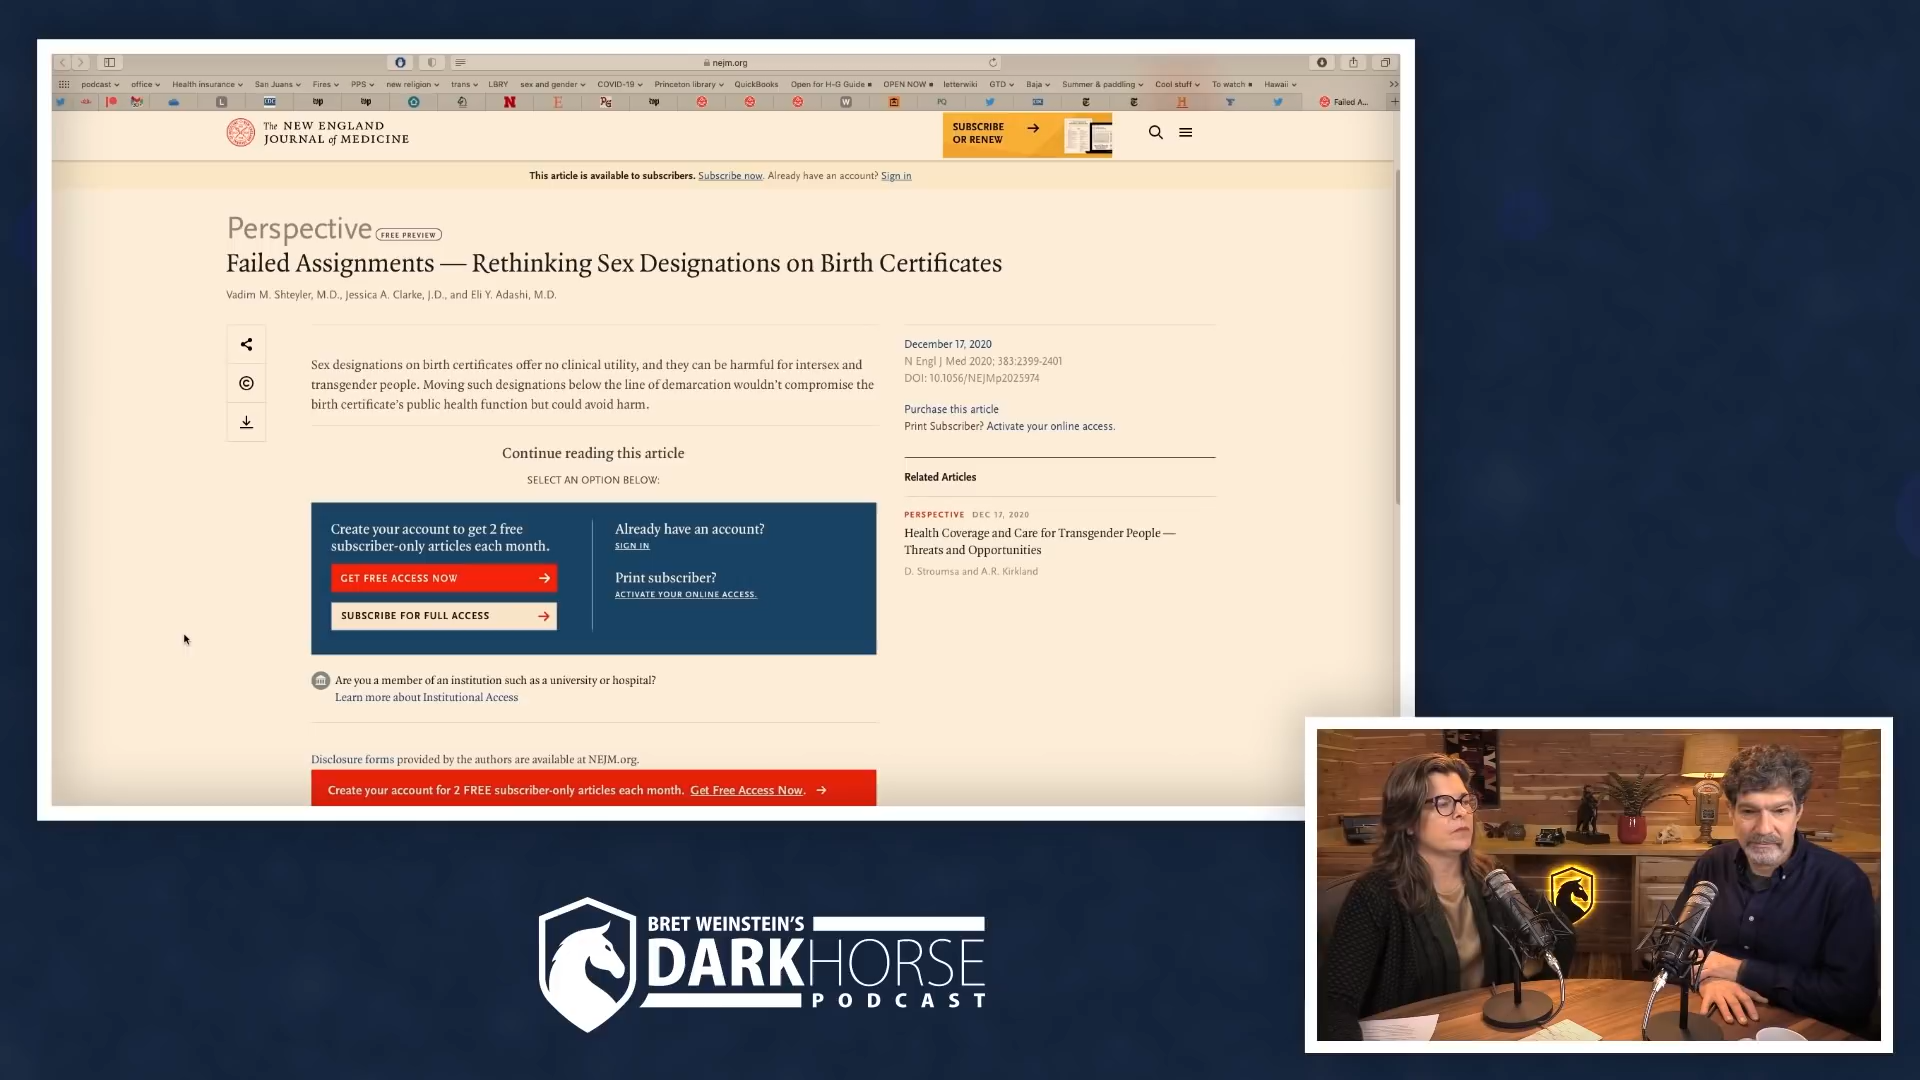 nejm.org
podcast
office
Health insurance
San Juans
Fires
PPS
new religion
trans
LBRY
sex and gender
COVID-19
Princeton library
QuickBooks
Open for H-G Guide
OPEN NOW
letterwiki
GTD
Baja
Summer & paddling
Cool stuff
To watch
Hawaii
Failed A...
The NEW ENGLAND
JOURNAL of MEDICINE
SUBSCRIBE
OR RENEW
This article is available to subscribers. Subscribe now. Already have an account? Sign in
Perspective FREE PREVIEW
Failed Assignments — Rethinking Sex Designations on Birth Certificates
Vadim M. Shteyler, M.D., Jessica A. Clarke, J.D., and Eli Y. Adashi, M.D.
Sex designations on birth certificates offer no clinical utility, and they can be harmful for intersex and
transgender people. Moving such designations below the line of demarcation wouldn't compromise the
birth certificate's public health function but could avoid harm.
Continue reading this article
SELECT AN OPTION BELOW:
Create your account to get 2 free
subscriber-only articles each month.
GET FREE ACCESS NOW
SUBSCRIBE FOR FULL ACCESS
Already have an account?
SIGN IN
Print subscriber?
ACTIVATE YOUR ONLINE ACCESS.
Are you a member of an institution such as a university or hospital?
Learn more about Institutional Access
Disclosure forms provided by the authors are available at NEJM.org.
Create your account for 2 FREE subscriber-only articles each month. Get Free Access Now.
December 17, 2020
N Engl J Med 2020; 383:2399-2401
DOI: 10.1056/NEJMp2025974
Purchase this article
Print Subscriber? Activate your online access.
Related Articles
PERSPECTIVE DEC 17, 2020
Health Coverage and Care for Transgender People —
Threats and Opportunities
D. Stroumsa and A.R. Kirkland
BRET WEINSTEIN'S
DARKHORSE
PODCAST